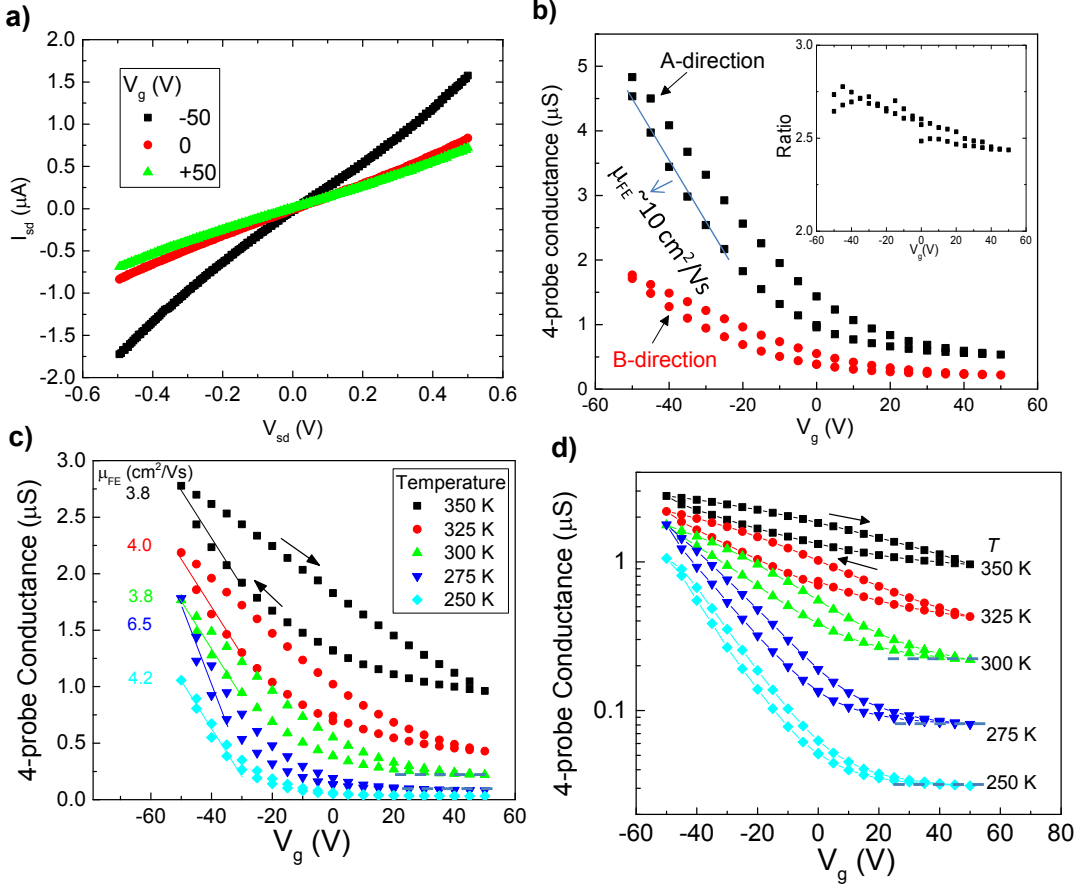 a)
2.0
1.5
1.0
0.5
0.0
-0.5
-1.0
-1.5
-2.0
I_sd (μA)
V_g (V)
-50
0
+50
-0.6 -0.4 -0.2 0.0 0.2 0.4 0.6
V_sd (V)
b)
5
4
3
2
1
0
4-probe conductance (μS)
A-direction
μ_FE ~10 cm²/Vs
B-direction
-60 -40 -20 0 20 40 60
V_g (V)
3.0
2.5
2.0
Ratio
-60 -40 -20 0 20 40 60
V_g(V)
c)
3.0
2.5
2.0
1.5
1.0
0.5
0.0
4-probe Conductance (μS)
μ_FE (cm²/Vs)
3.8
4.0
3.8
6.5
4.2
Temperature
350 K
325 K
300 K
275 K
250 K
-60 -40 -20 0 20 40 60
V_g (V)
d)
1
0.1
4-probe Conductance (μS)
T
350 K
325 K
300 K
275 K
250 K
-60 -40 -20 0 20 40 60 80
V_g (V)